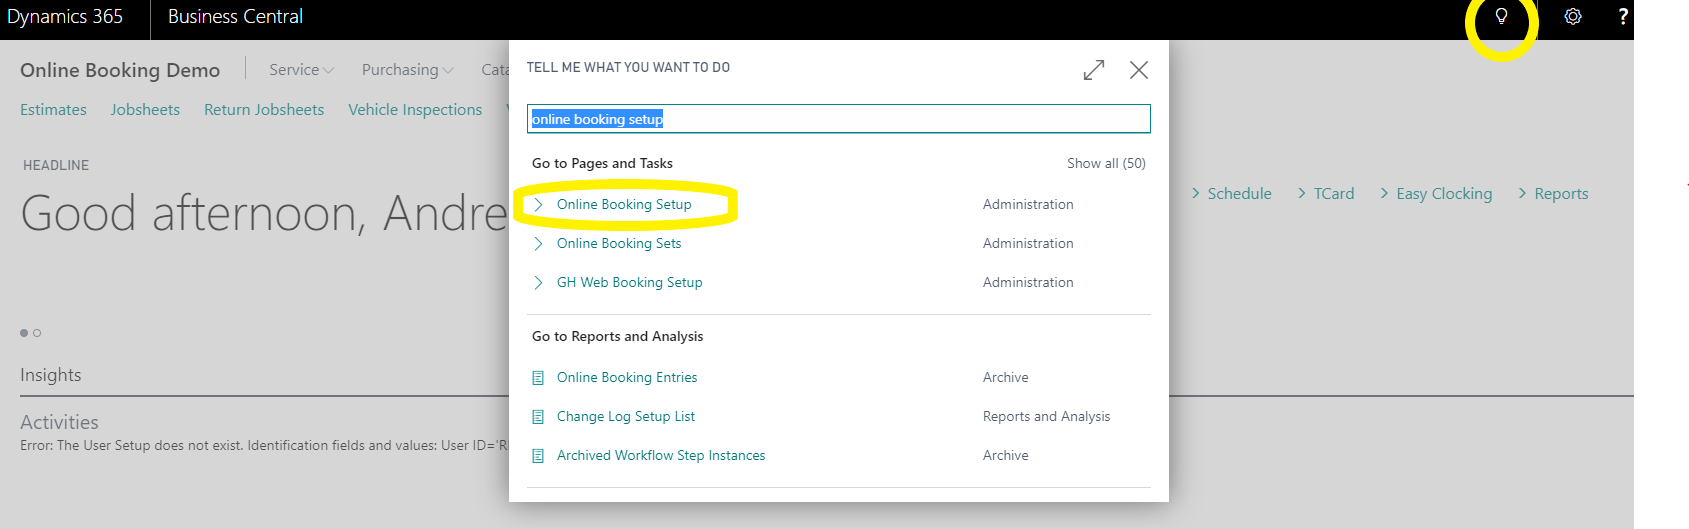 Dynamics 365 Business Central ?
Online Booking Demo Service Purchasing Cata
Estimates Jobsheets Return Jobsheets Vehicle Inspections
HEADLINE
Good afternoon, Andre
Schedule TCard Easy Clocking Reports
Insights
Activities
Error: The User Setup does not exist. Identification fields and values: User ID='R
TELL ME WHAT YOU WANT TO DO
online booking setup
Go to Pages and Tasks Show all (50)
Online Booking Setup Administration
Online Booking Sets Administration
GH Web Booking Setup Administration
Go to Reports and Analysis
Online Booking Entries Archive
Change Log Setup List Reports and Analysis
Archived Workflow Step Instances Archive